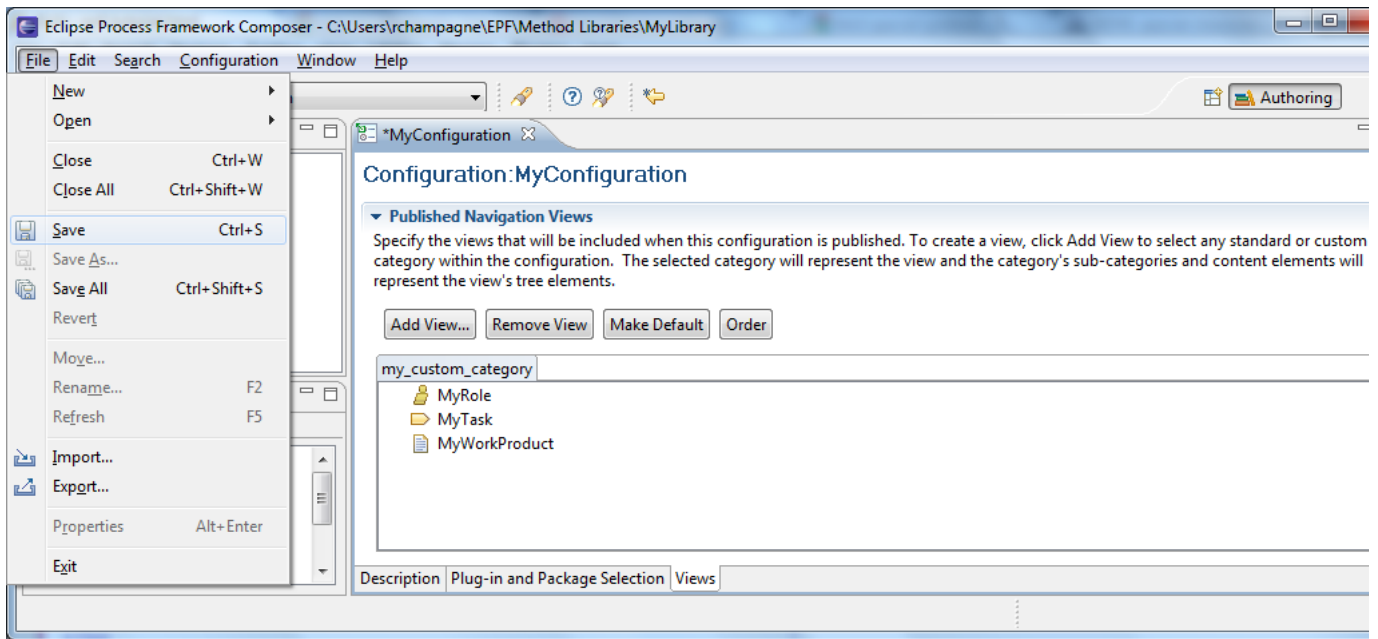 Eclipse Process Framework Composer - C:\Users\rchampagne\EPF\Method Libraries\MyLibrary
File Edit Search Configuration Window Help
New
Open
Close Ctrl+W
Close All Ctrl+Shift+W
Save Ctrl+S
Save As...
Save All Ctrl+Shift+S
Revert
Move...
Rename... F2
Refresh F5
Import...
Export...
Properties Alt+Enter
Exit
Authoring
*MyConfiguration
Configuration:MyConfiguration
Published Navigation Views
Specify the views that will be included when this configuration is published. To create a view, click Add View to select any standard or custom
category within the configuration. The selected category will represent the view and the category's sub-categories and content elements will
represent the view's tree elements.
Add View... Remove View Make Default Order
my_custom_category
MyRole
MyTask
MyWorkProduct
Description Plug-in and Package Selection Views